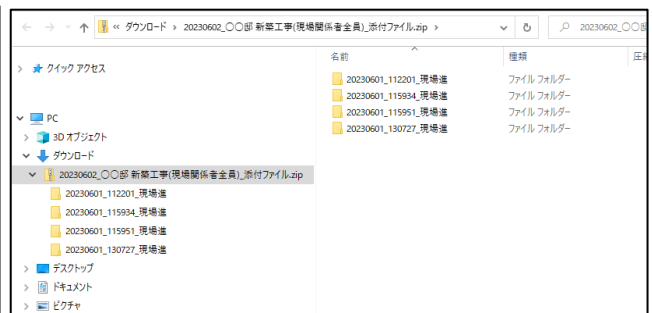 « ダウンロード › 20230602_〇〇邸 新築工事(現場関係者全員)_添付ファイル.zip ›
20230602_〇〇邸
クイック アクセス
PC
3D オブジェクト
ダウンロード
20230602_〇〇邸 新築工事(現場関係者全員)_添付ファイル.zip
20230601_112201_現場進
20230601_115934_現場進
20230601_115951_現場進
20230601_130727_現場進
デスクトップ
ドキュメント
ピクチャ
名前 種類 圧縮
20230601_112201_現場進 ファイル フォルダー
20230601_115934_現場進 ファイル フォルダー
20230601_115951_現場進 ファイル フォルダー
20230601_130727_現場進 ファイル フォルダー